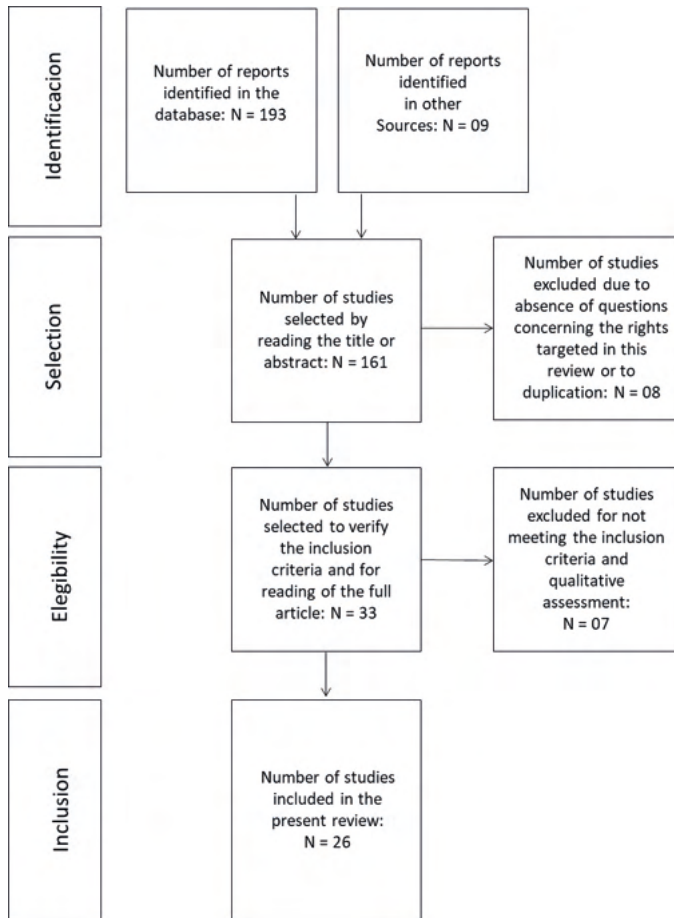 Identificacion
Number of reports
identified in the
database: N = 193
Number of reports
identified
in other
Sources: N = 09
Selection
Number of studies
selected by
reading the title or
abstract: N = 161
Number of studies
excluded due to
absence of questions
concerning the rights
targeted in this
review or to
duplication: N = 08
Elegibility
Number of studies
selected to verify
the inclusion
criteria and for
reading of the full
article: N = 33
Number of studies
excluded for not
meeting the inclusion
criteria and
qualitative
assessment:
N = 07
Inclusion
Number of studies
included in the
present review:
N = 26